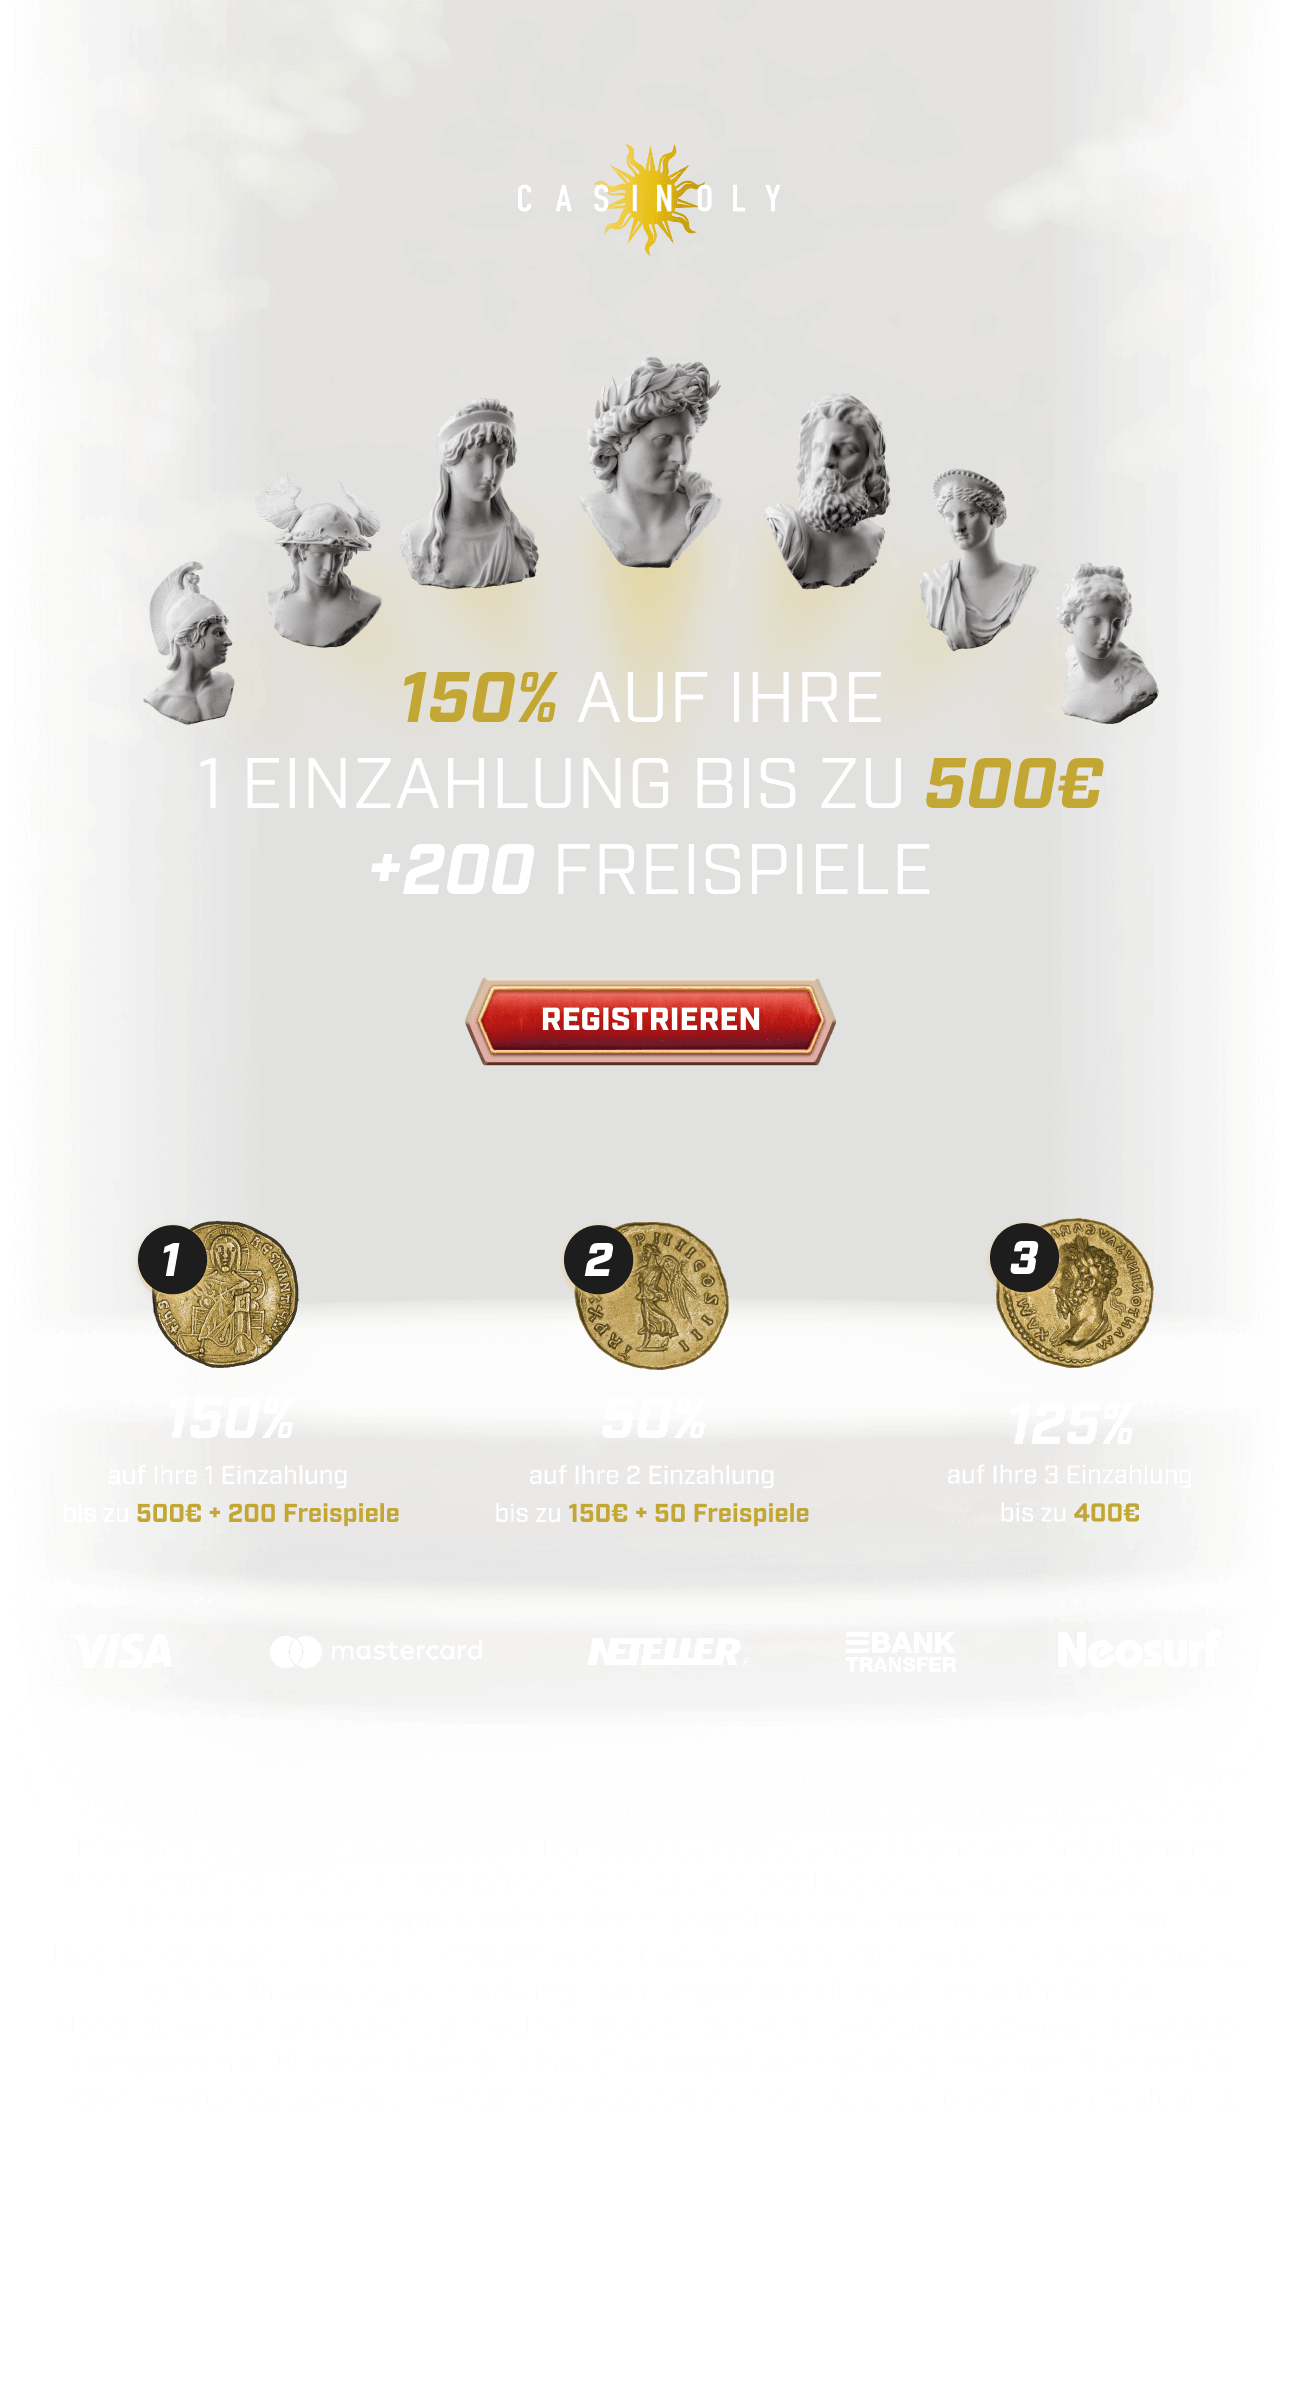 CASINOLY
150% AUF IHRE
1 EINZAHLUNG BIS ZU 500€
+200 FREISPIELE
REGISTRIEREN
1
2
3
150%
auf Ihre 1 Einzahlung
bis zu 500€ + 200 Freispiele
50%
auf Ihre 2 Einzahlung
bis zu 150€ + 50 Freispiele
125%
auf Ihre 3 Einzahlung
bis zu 400€
VISA
mastercard
NETELLER
BANK
TRANSFER
Neosurf